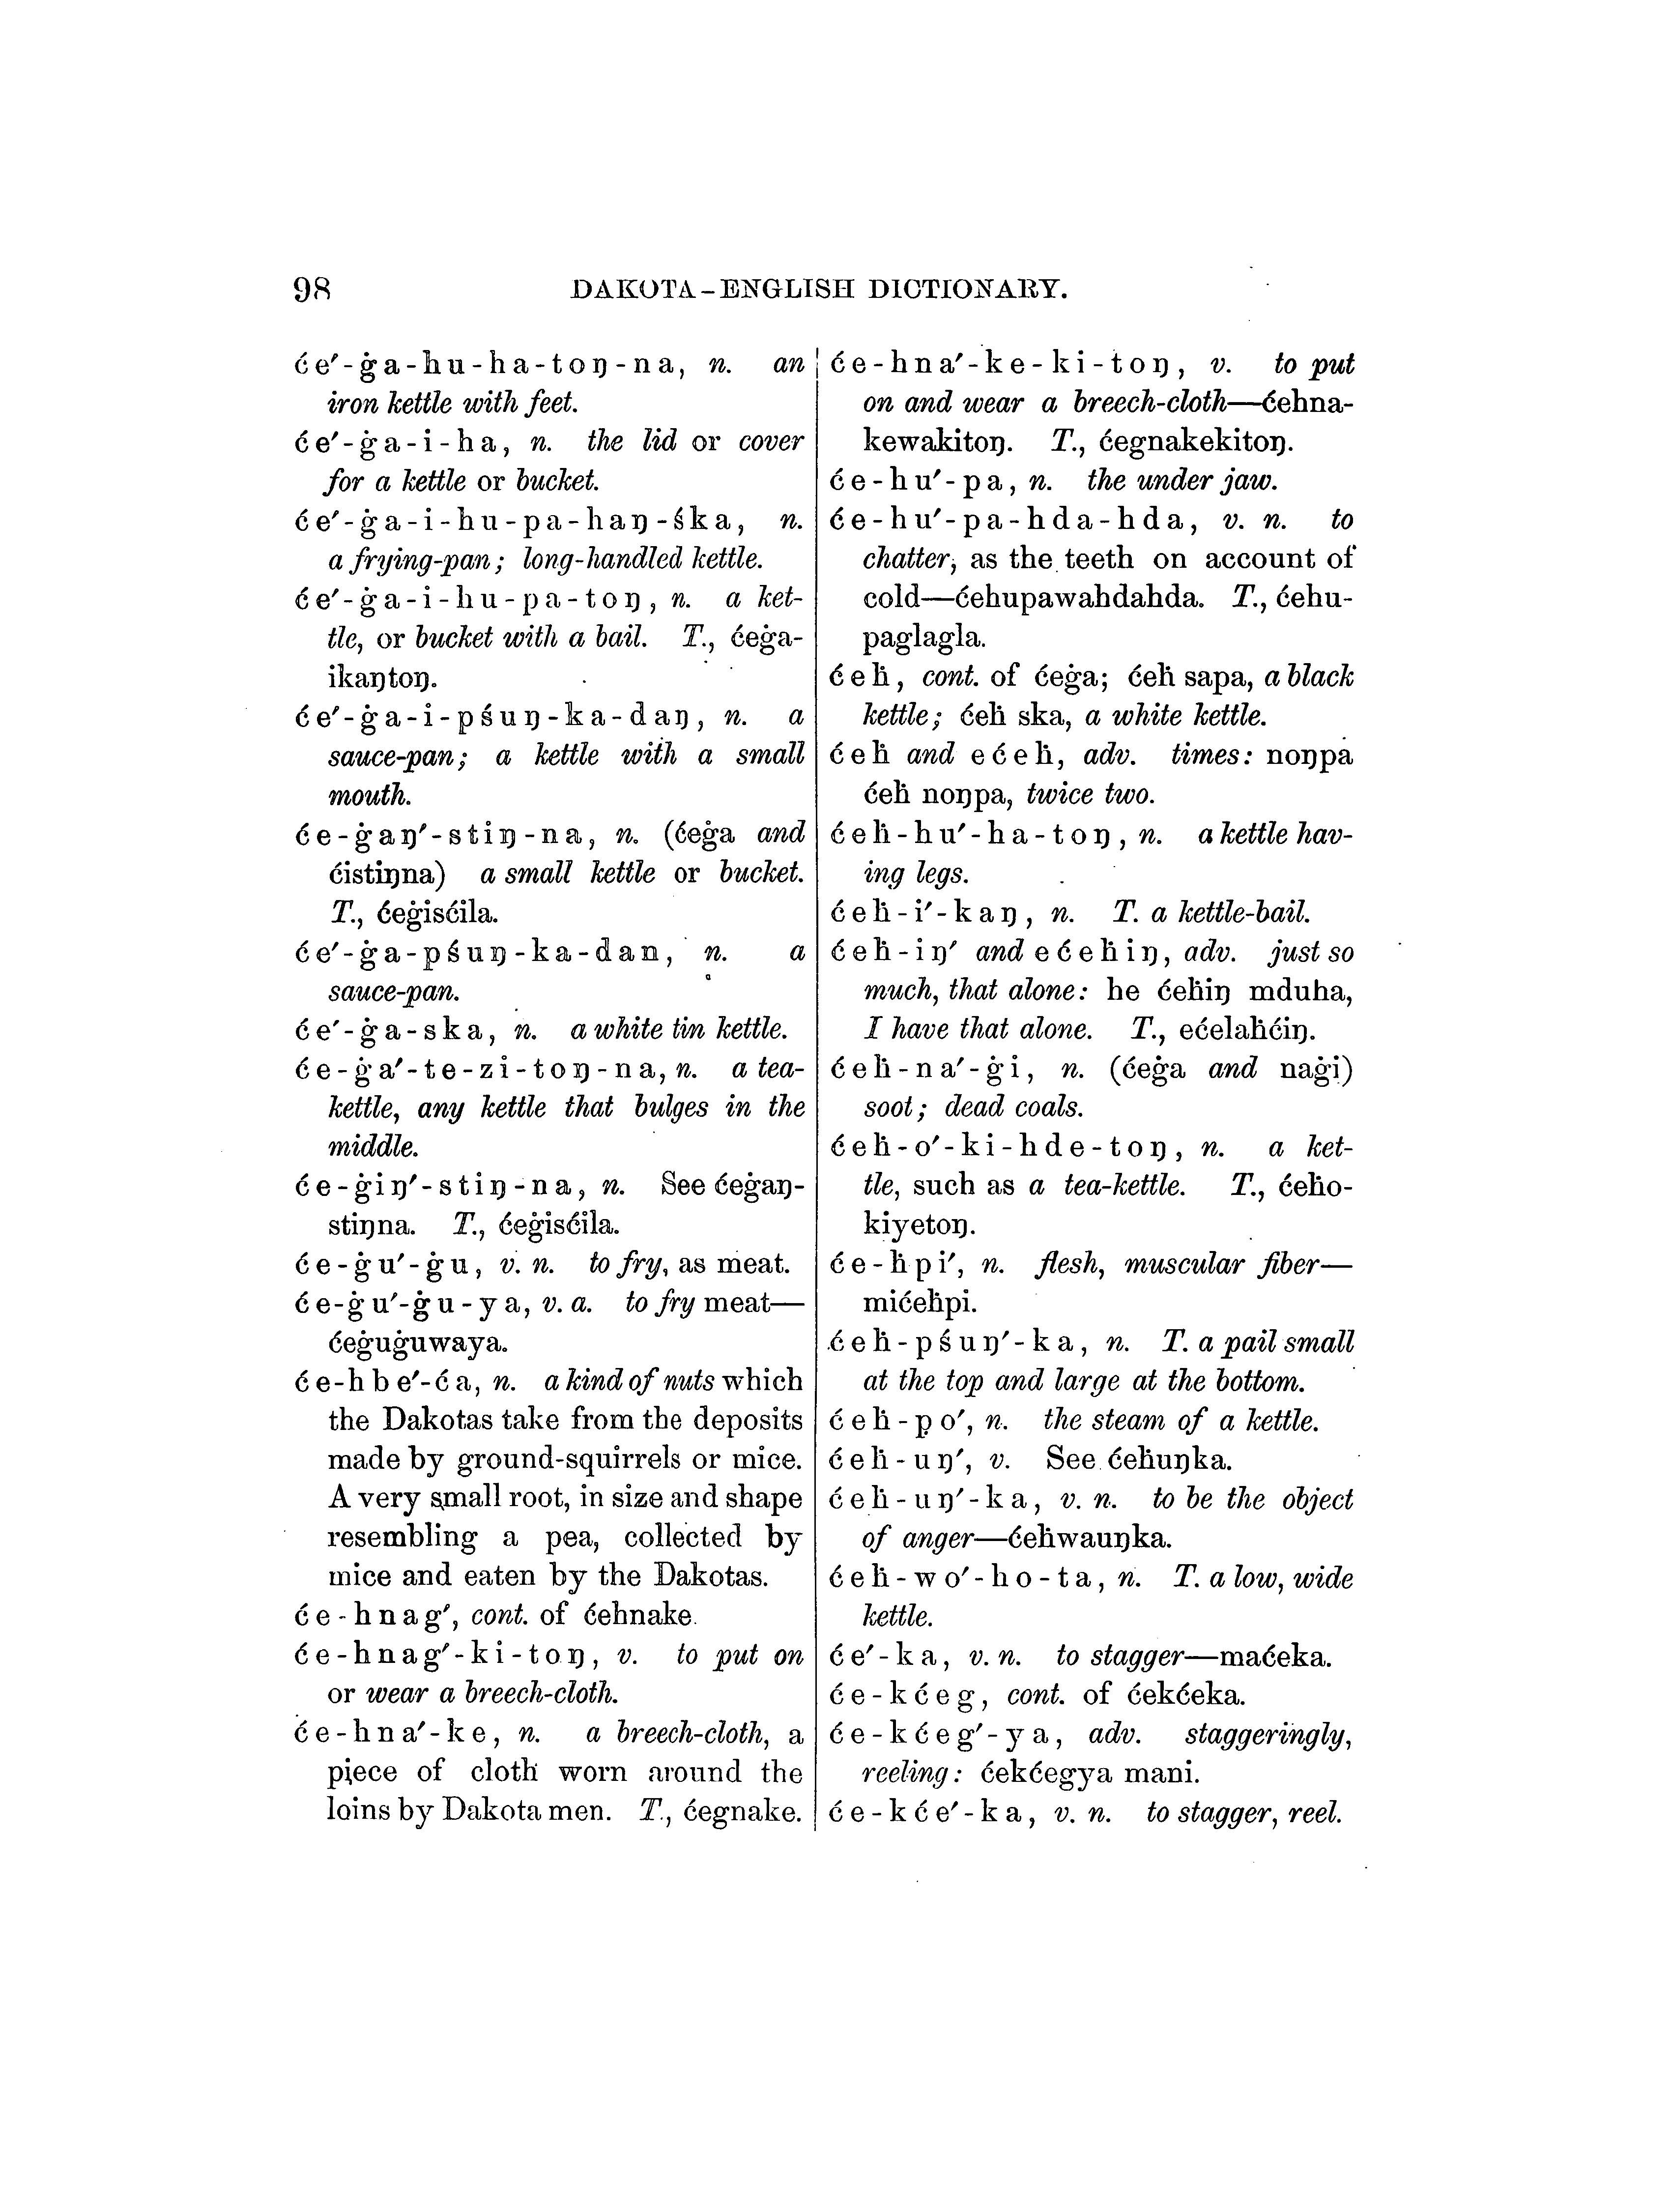 98 DAKOTA-ENGLISH DICTIONARY.
će′-ġa-hu-ha-toŋ-na, n. an
iron kettle with feet.
će′-ġa-i-ha, n. the lid or cover
for a kettle or bucket.
će′-ġa-i-hu-pa-haŋ-śka, n.
a frying-pan; long-handled kettle.
će′-ġa-i-hu-pa-toŋ, n. a ket-
tle, or bucket with a bail. T., ćeġa-
ikaŋtoŋ.
će′-ġa-i-pśuŋ-ka-daŋ, n. a
sauce-pan; a kettle with a small
mouth.
će-ġaŋ′-stiŋ-na, n. (ćeġa and
ćistiŋna) a small kettle or bucket.
T., ćeġisćila.
će′-ġa-pśuŋ-ka-dan, n. a
sauce-pan.
ће′-ġa-ska, n. a white tin kettle.
će-ġa′-te-zi-toŋ-na, n. a tea-
kettle, any kettle that bulges in the
middle.
će-ġiŋ′-stiŋ-na, n. See ćeġaŋ-
stiŋna. T., ćeġisćila.
će-ġu′-ġu, v. n. to fry, as meat.
će-ġu′-ġu-ya, v. a. to fry meat—
ćeġuġuwaya.
će-hbe′-ća, n. a kind of nuts which
the Dakotas take from the deposits
made by ground-squirrels or mice.
A very small root, in size and shape
resembling a pea, collected by
mice and eaten by the Dakotas.
će-hnag′, cont. of ćehnake.
će-hnag′-ki-toŋ, v. to put on
or wear a breech-cloth.
će-hna′-ke, n. a breech-cloth, a
piece of cloth worn around the
loins by Dakota men. T., ćegnake.
ће-hna′-ke-ki-toŋ, v. to put
on and wear a breech-cloth—ćehna-
kewakitoŋ. T., ćegnakekitoŋ.
će-hu′-pa, n. the under jaw.
će-hu′-pa-hda-hda, v. n. to
chatter, as the teeth on account of
cold—ćehupawahdahda. T., ćehu-
paglagla.
ćeḣ, cont. of ćeġa; ćeḣ sapa, a black
kettle; ćeḣ ska, a white kettle.
ćeḣ and ećeḣ, adv. times: noŋpa
ćeḣ noŋpa, twice two.
ćeḣ-hu′-ha-toŋ, n. a kettle hav-
ing legs.
ćeḣ-i′-kaŋ, n. T. a kettle-bail.
ćeḣ-iŋ′ and ećeḣiŋ, adv. just so
much, that alone: he ćeḣiŋ mduha,
I have that alone. T., ećelaḣćiŋ.
ćeḣ-na′-ġi, n. (ćeġa and naġi)
soot; dead coals.
ćeḣ-o′-ki-hde-toŋ, n. a ket-
tle, such as a tea-kettle. T., ćeḣo-
kiyetoŋ.
će-ḣpi′, n. flesh, muscular fiber—
mićeḣpi.
ćeḣ-pśuŋ′-ka, n. T. a pail small
at the top and large at the bottom.
ćeḣ-po′, n. the steam of a kettle.
ćeḣ-uŋ′, v. See ćeḣuŋka.
ćeḣ-uŋ′-ka, v. n. to be the object
of anger—ćeḣwauŋka.
ćeḣ-wo′-ho-ta, n. T. a low, wide
kettle.
će′-ka, v. n. to stagger—maćeka.
će-kćeg, cont. of ćekćeka.
će-kćeg′-ya, adv. staggeringly,
reeling: ćekćegya mani.
će-kće′-ka, v. n. to stagger, reel.